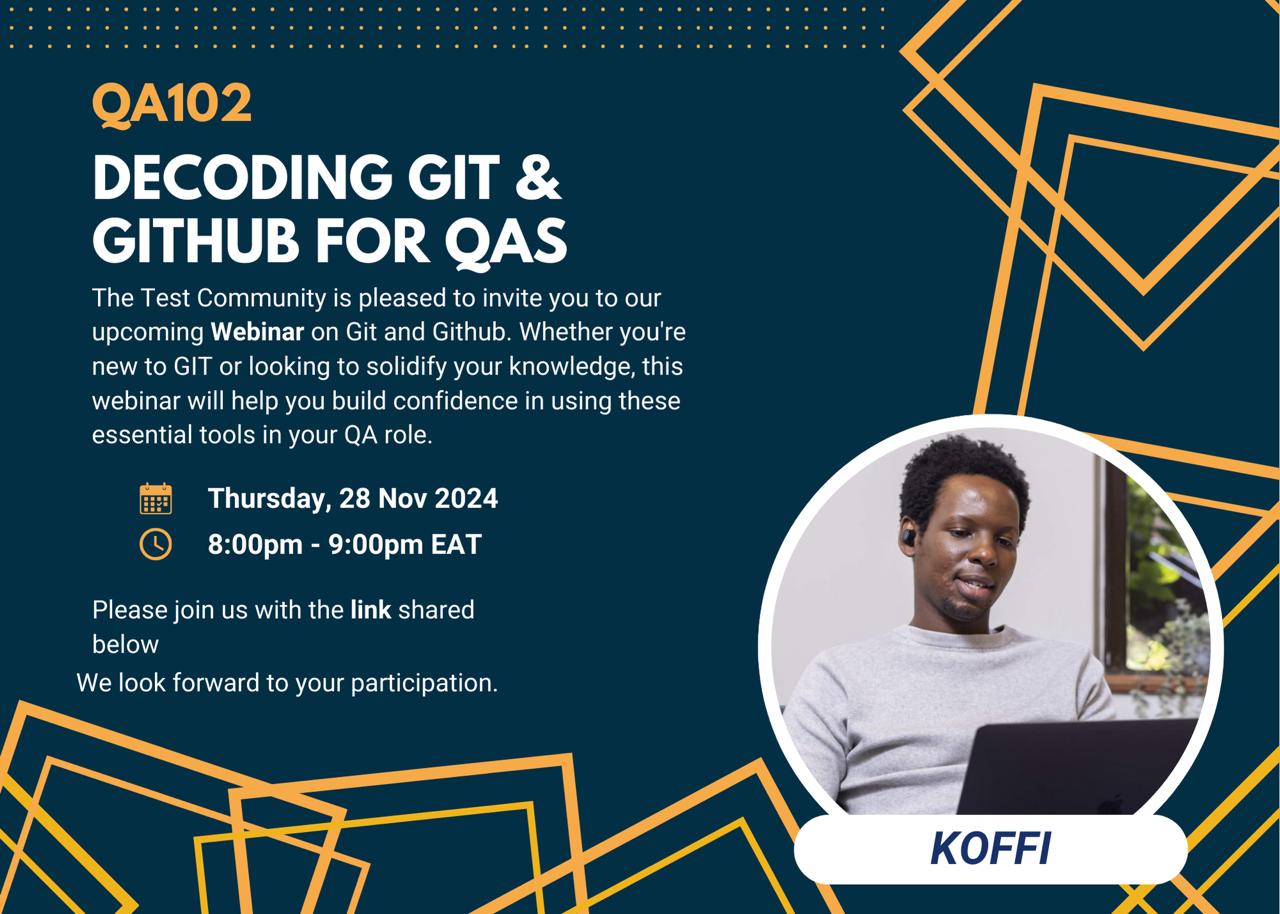 QA102
DECODING GIT &
GITHUB FOR QAS
The Test Community is pleased to invite you to our
upcoming Webinar on Git and Github. Whether you're
new to GIT or looking to solidify your knowledge, this
webinar will help you build confidence in using these
essential tools in your QA role.
Thursday, 28 Nov 2024
8:00pm - 9:00pm EAT
Please join us with the link shared
below
We look forward to your participation.
KOFFI